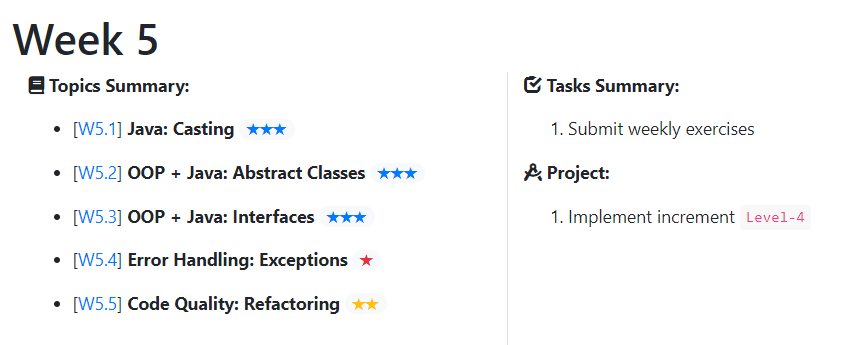 Week 5
Topics Summary:
[W5.1] Java: Casting ★★★
[W5.2] OOP + Java: Abstract Classes ★★★
[W5.3] OOP + Java: Interfaces ★★★
[W5.4] Error Handling: Exceptions ★
[W5.5] Code Quality: Refactoring ★★
Tasks Summary:
1. Submit weekly exercises
Project:
1. Implement increment Level-4